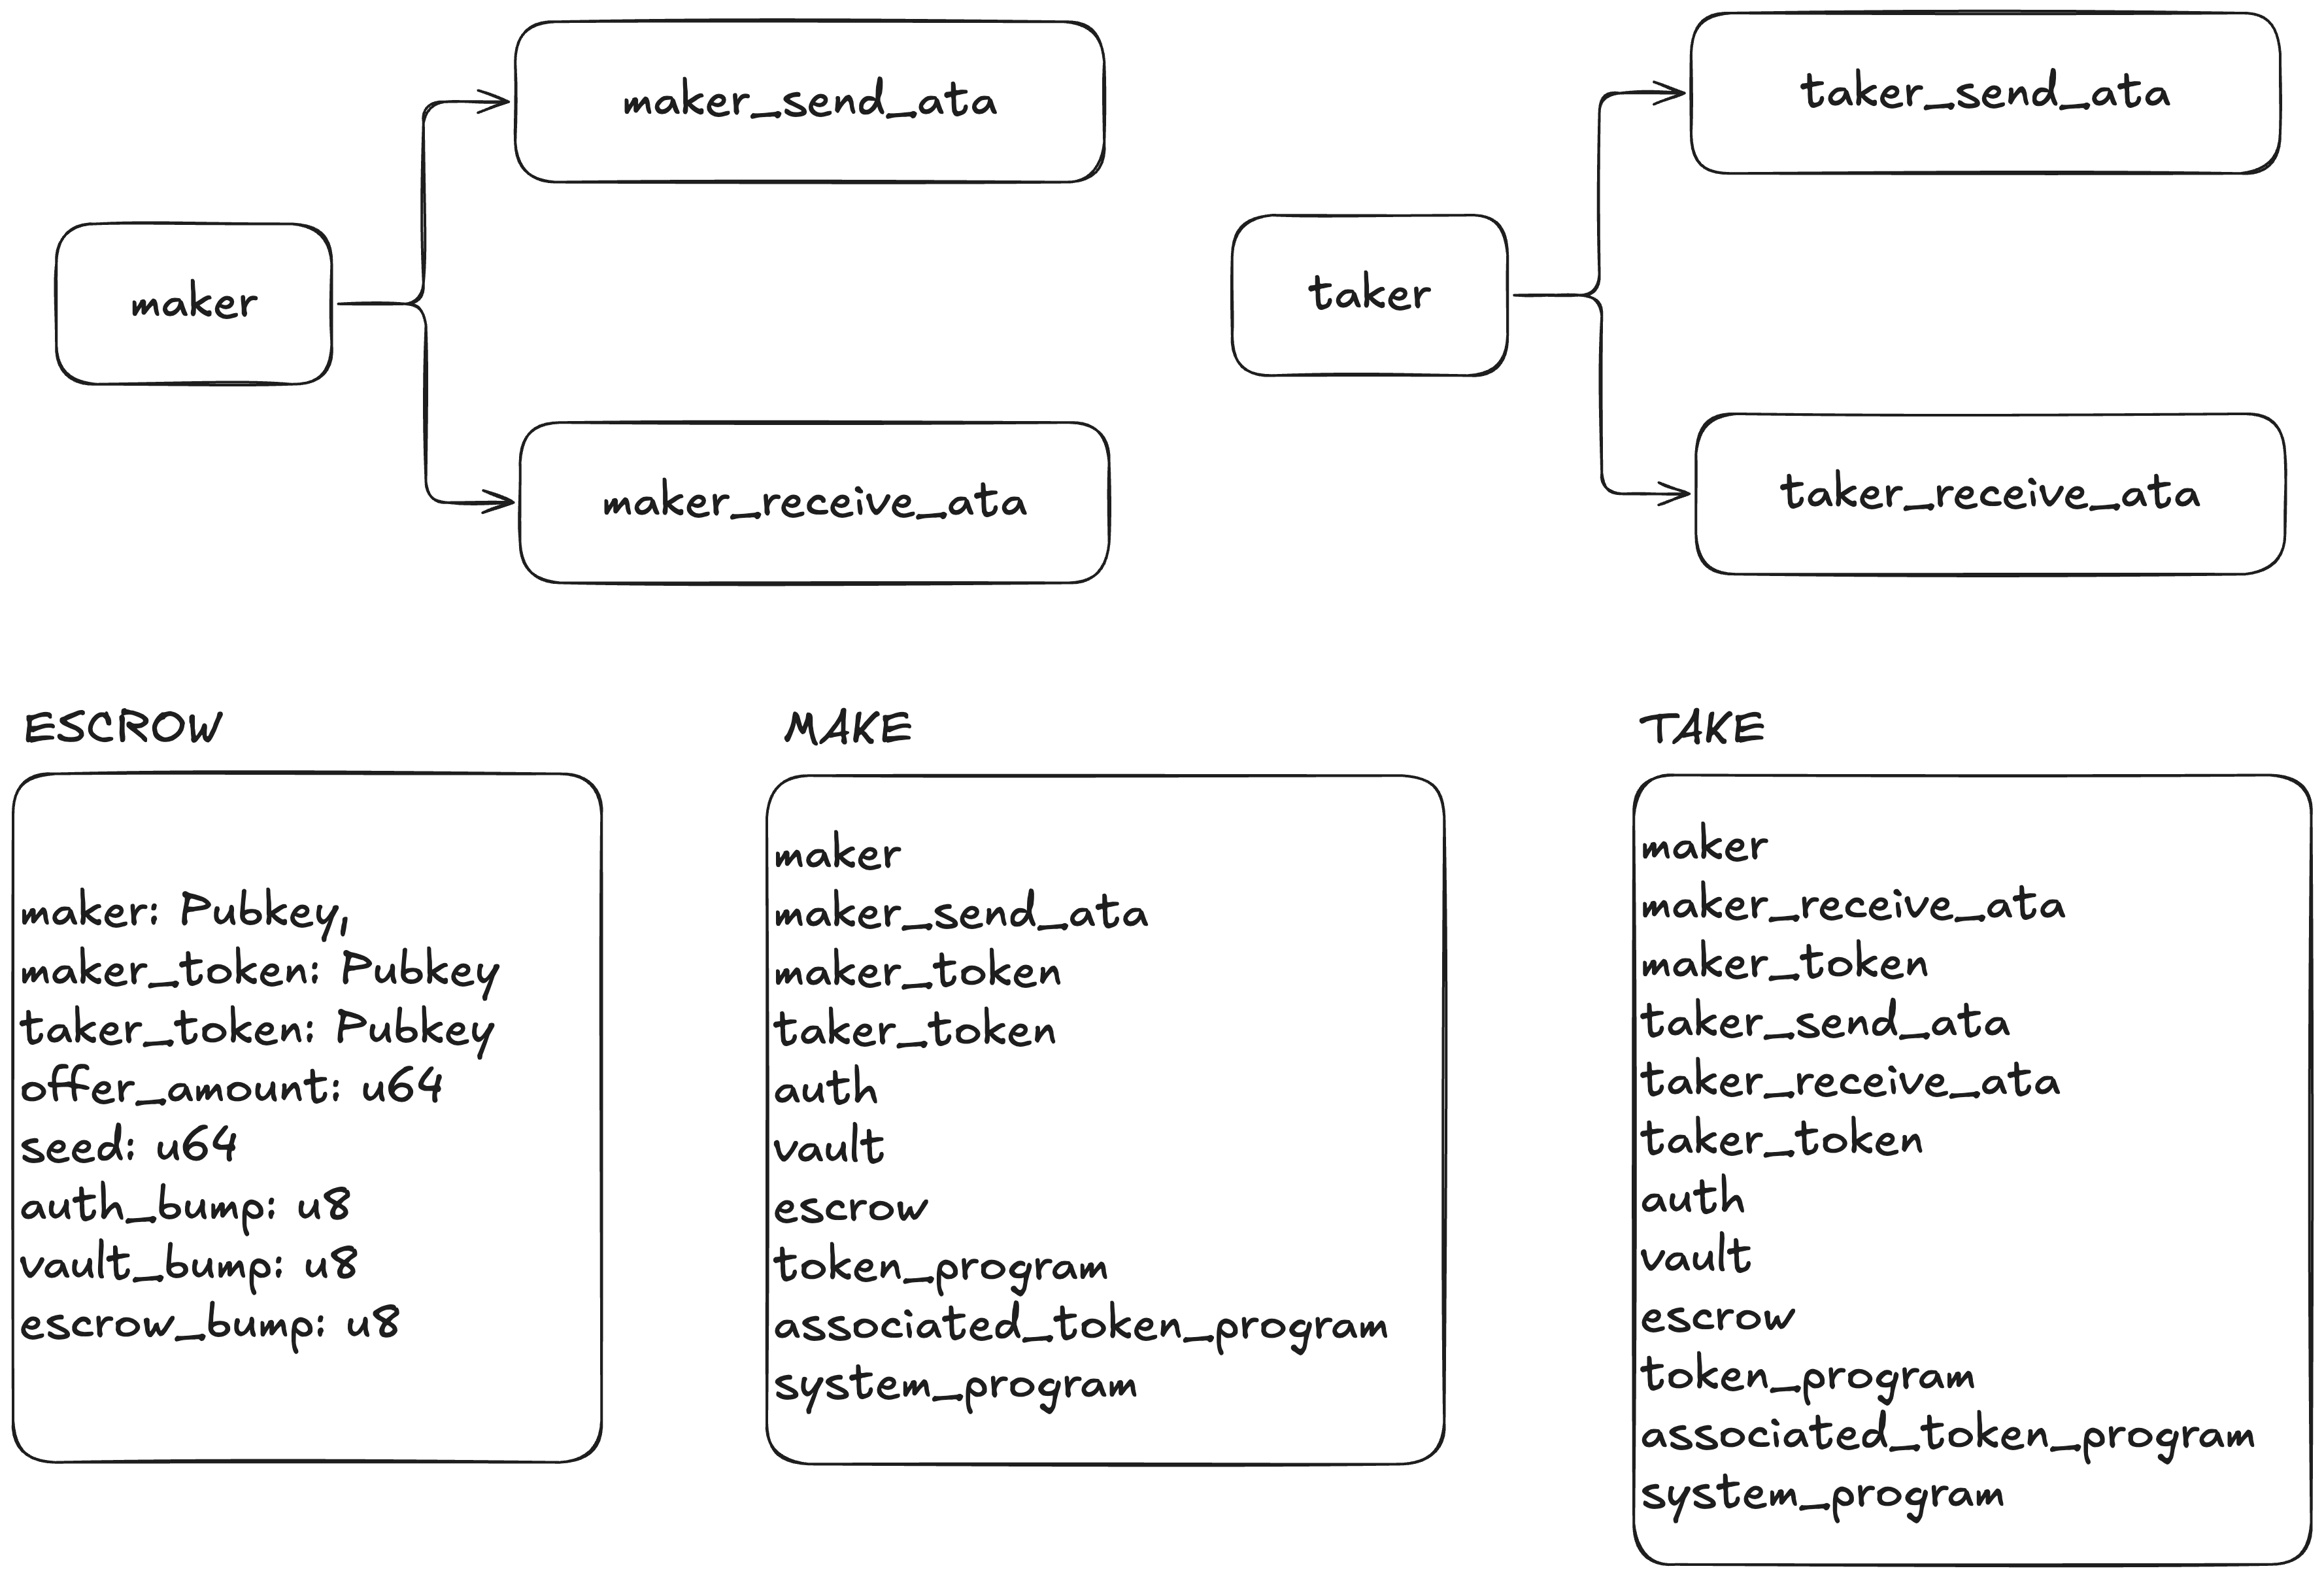 maker_send_ata
maker
maker_receive_ata
taker_send_ata
taker
taker_receive_ata
ESCROW
maker: Pubkey,
maker_token: Pubkey
taker_token: Pubkey
offer_amount: u64
seed: u64
auth_bump: u8
vault_bump: u8
escrow_bump: u8
MAKE
maker
maker_send_ata
maker_token
taker_token
auth
vault
escrow
token_program
associated_token_program
system_program
TAKE
maker
maker_receive_ata
maker_token
taker_send_ata
taker_receive_ata
taker_token
auth
vault
escrow
token_program
associated_token_program
system_program